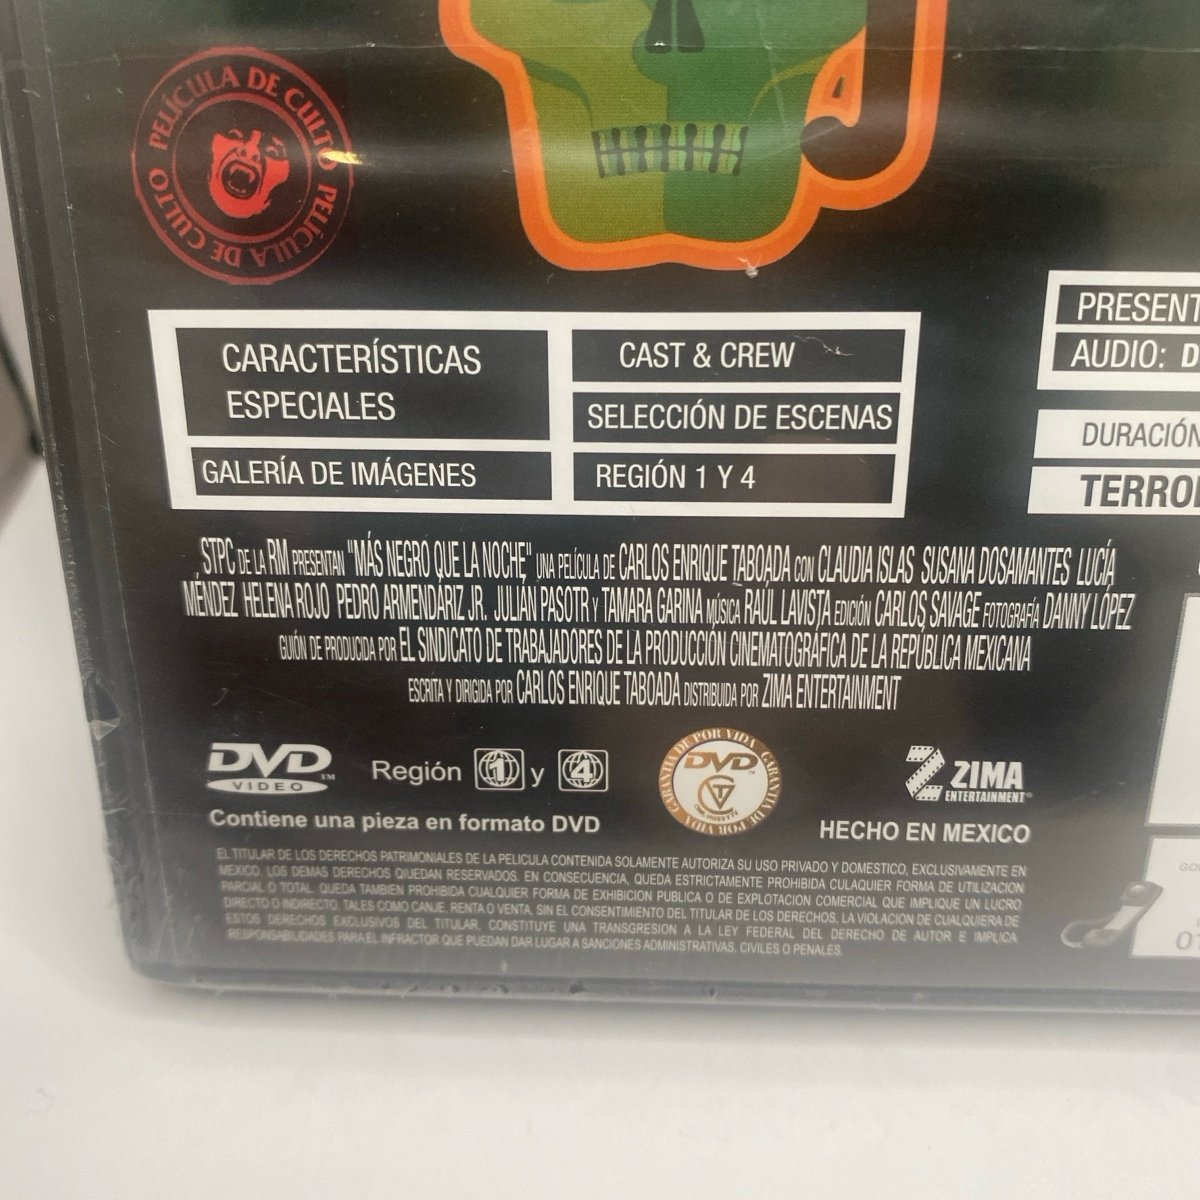 PELÍCULA DE CULTO PELÍCULA DE CULTO
CARACTERÍSTICAS
ESPECIALES
CAST & CREW
SELECCIÓN DE ESCENAS
GALERÍA DE IMÁGENES
REGIÓN 1 Y 4
PRESENT
AUDIO: D
DURACIÓN
TERRO
STPC DE LA RM PRESENTAN "MÁS NEGRO QUE LA NOCHE" UNA PELÍCULA DE CARLOS ENRIQUE TABOADA CON CLAUDIA ISLAS SUSANA DOSAMANTES LUCÍA
MÉNDEZ HELENA ROJO PEDRO ARMENDÁRIZ JR. JULIÁN PASOTR Y TAMARA GARINA MÚSICA RAÚL LAVISTA EDICIÓN CARLOS SAVAGE FOTOGRAFÍA DANNY LÓPEZ
GUIÓN DE PRODUCIDA POR EL SINDICATO DE TRABAJADORES DE LA PRODUCCIÓN CINEMATOGRÁFICA DE LA REPÚBLICA MEXICANA
ESCRITA Y DIRIGIDA POR CARLOS ENRIQUE TABOADA DISTRIBUIDA POR ZIMA ENTERTAINMENT
DVD™
VIDEO
Región 1 y 4
GARANTIA DE POR VIDA GARANTIA DE POR VIDA
DVD™
ZIMA
ENTERTAINMENT®
Contiene una pieza en formato DVD
HECHO EN MEXICO
EL TITULAR DE LOS DERECHOS PATRIMONIALES DE LA PELICULA CONTENIDA SOLAMENTE AUTORIZA SU USO PRIVADO Y DOMESTICO, EXCLUSIVAMENTE EN
MEXICO. LOS DEMAS DERECHOS QIUEDAN RESERVADOS. EN CONSECUENCIA, QUEDA ESTRICTAMENTE PROHIBIDA CULAQUIER FORMA DE UTILIZACION
PARCIAL O TOTAL. QUEDA TAMBIEN PROHIBIDA CUALQUIER FORMA DE EXHIBICION PUBLICA O DE EXPLOTACION COMERCIAL QUE IMPLIQUE UN LUCRO
DIRECTO O INDIRECTO, TALES COMO CANJE, RENTA O VENTA, SIN EL CONSENTIMIENTO DEL TITULAR DE LOS DERECHOS, LA VIOLACION DE CUALQUIERA DE
ESTOS DERECHOS EXCLUSIVOS DEL TITULAR, CONSTITUYE UNA TRANSGRESION A LA LEY FEDERAL DEL DERECHO DE AUTOR E IMPLICA
RESPONSABILIDADES PARA EL INFRACTOR QUE PUEDAN DAR LUGAR A SANCIONES ADMINISTRATIVAS, CIVILES O PENALES.